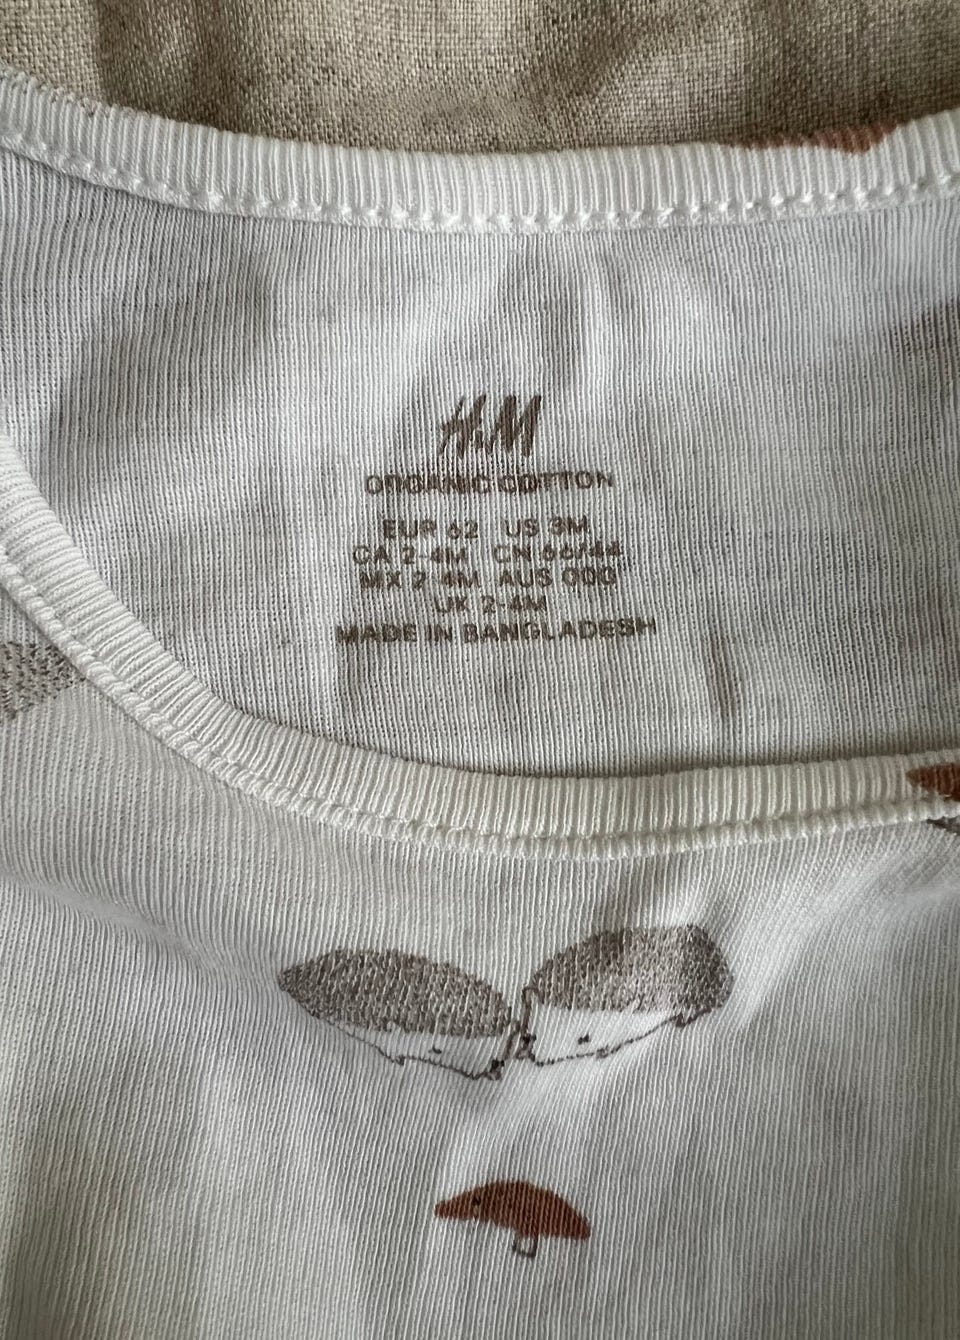 H&M
ORGANIC COTTON
EUR 62 US 3M
CA 2-4M CN 66/44
MX 2-4M AUS 000
UK 2-4M
MADE IN BANGLADESH